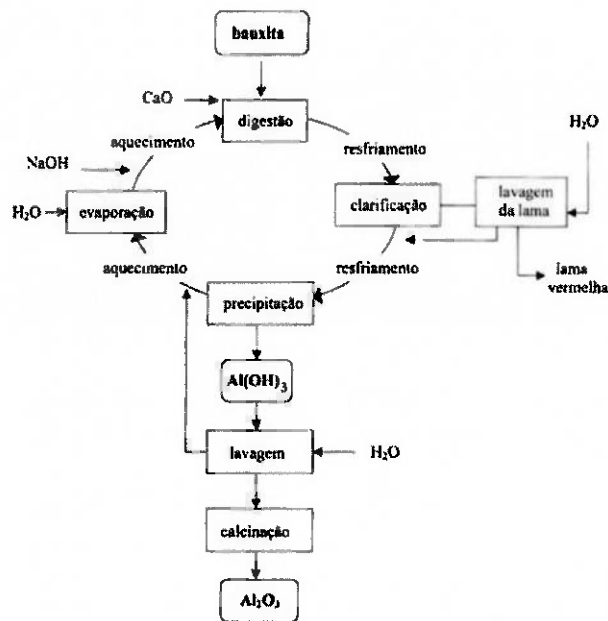 bauxita
CaO
digestão
H₂O
aquecimento
resfriamento
NaOH
H₂O
evaporação
clarificação
lavagem
da lama
aquecimento
resfriamento
lama
vermelha
precipitação
Al(OH)₃
lavagem
H₂O
calcinação
Al₂O₃